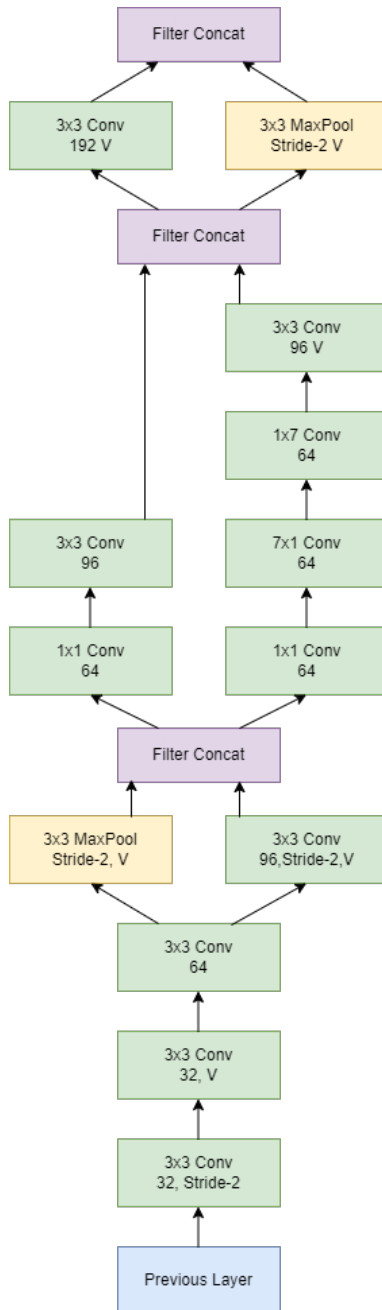 Filter Concat
3x3 Conv
192 V
3x3 MaxPool
Stride-2 V
Filter Concat
3x3 Conv
96 V
1x7 Conv
64
3x3 Conv
96
7x1 Conv
64
1x1 Conv
64
1x1 Conv
64
Filter Concat
3x3 MaxPool
Stride-2, V
3x3 Conv
96,Stride-2,V
3x3 Conv
64
3x3 Conv
32, V
3x3 Conv
32, Stride-2
Previous Layer